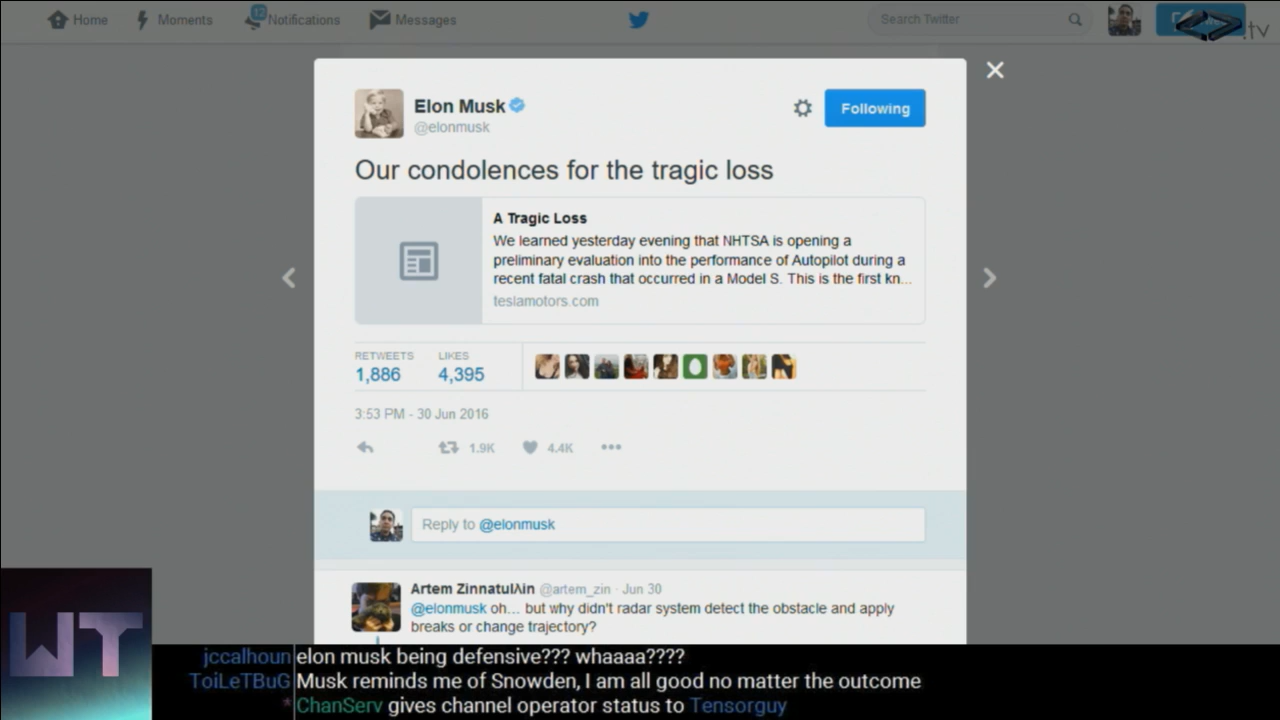 Home Moments 12 Notifications Messages Search Twitter
.tv
Elon Musk
@elonmusk
Following
Our condolences for the tragic loss
A Tragic Loss
We learned yesterday evening that NHTSA is opening a
preliminary evaluation into the performance of Autopilot during a
recent fatal crash that occurred in a Model S. This is the first kn...
teslamotors.com
RETWEETS LIKES
1,886 4,395
3:53 PM - 30 Jun 2016
1.9K 4.4K
Reply to @elonmusk
Artem Zinnatulλin @artem_zin · Jun 30
@elonmusk oh... but why didn't radar system detect the obstacle and apply
breaks or change trajectory?
WT
jccalhoun elon musk being defensive??? whaaaa????
ToiLeTBuG Musk reminds me of Snowden, I am all good no matter the outcome
* ChanServ gives channel operator status to Tensorguy